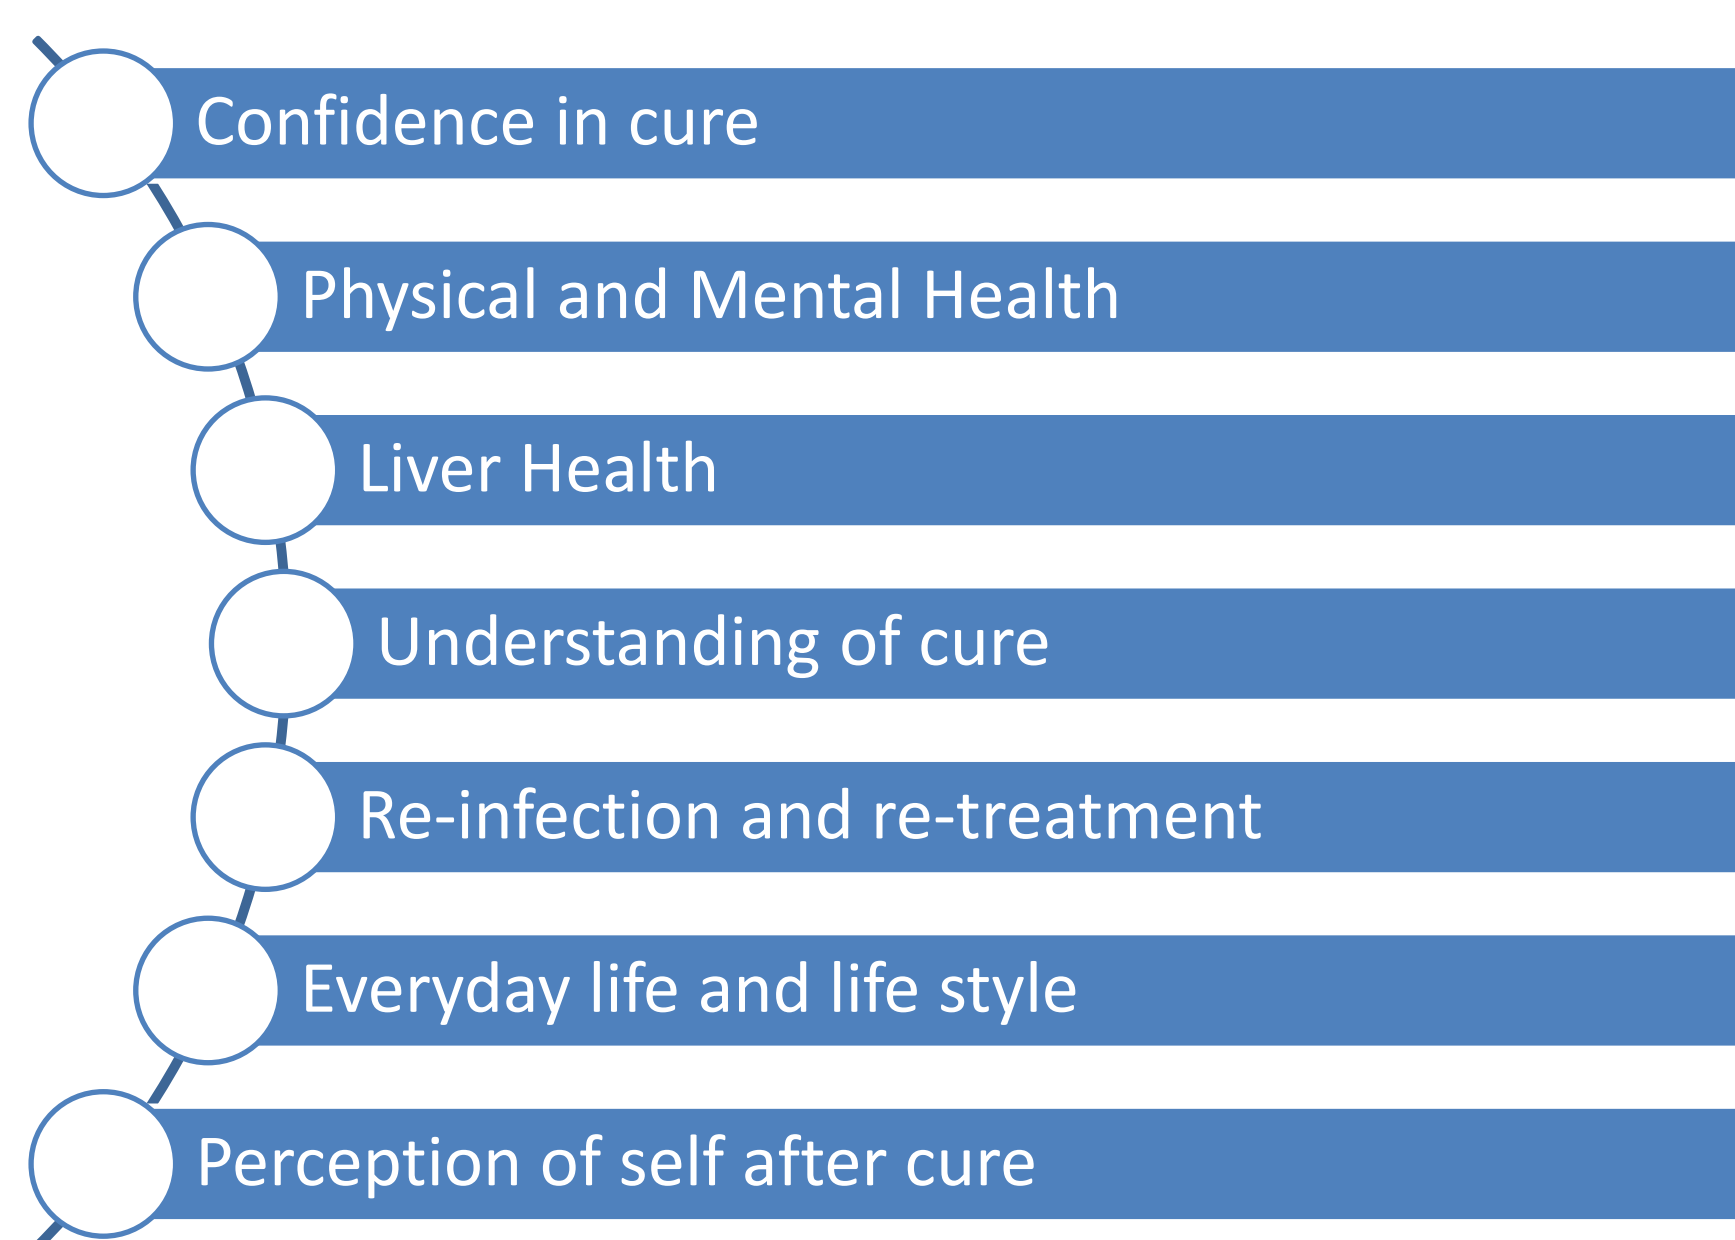 Confidence in cure
Physical and Mental Health
Liver Health
Understanding of cure
Re-infection and re-treatment
Everyday life and life style
Perception of self after cure